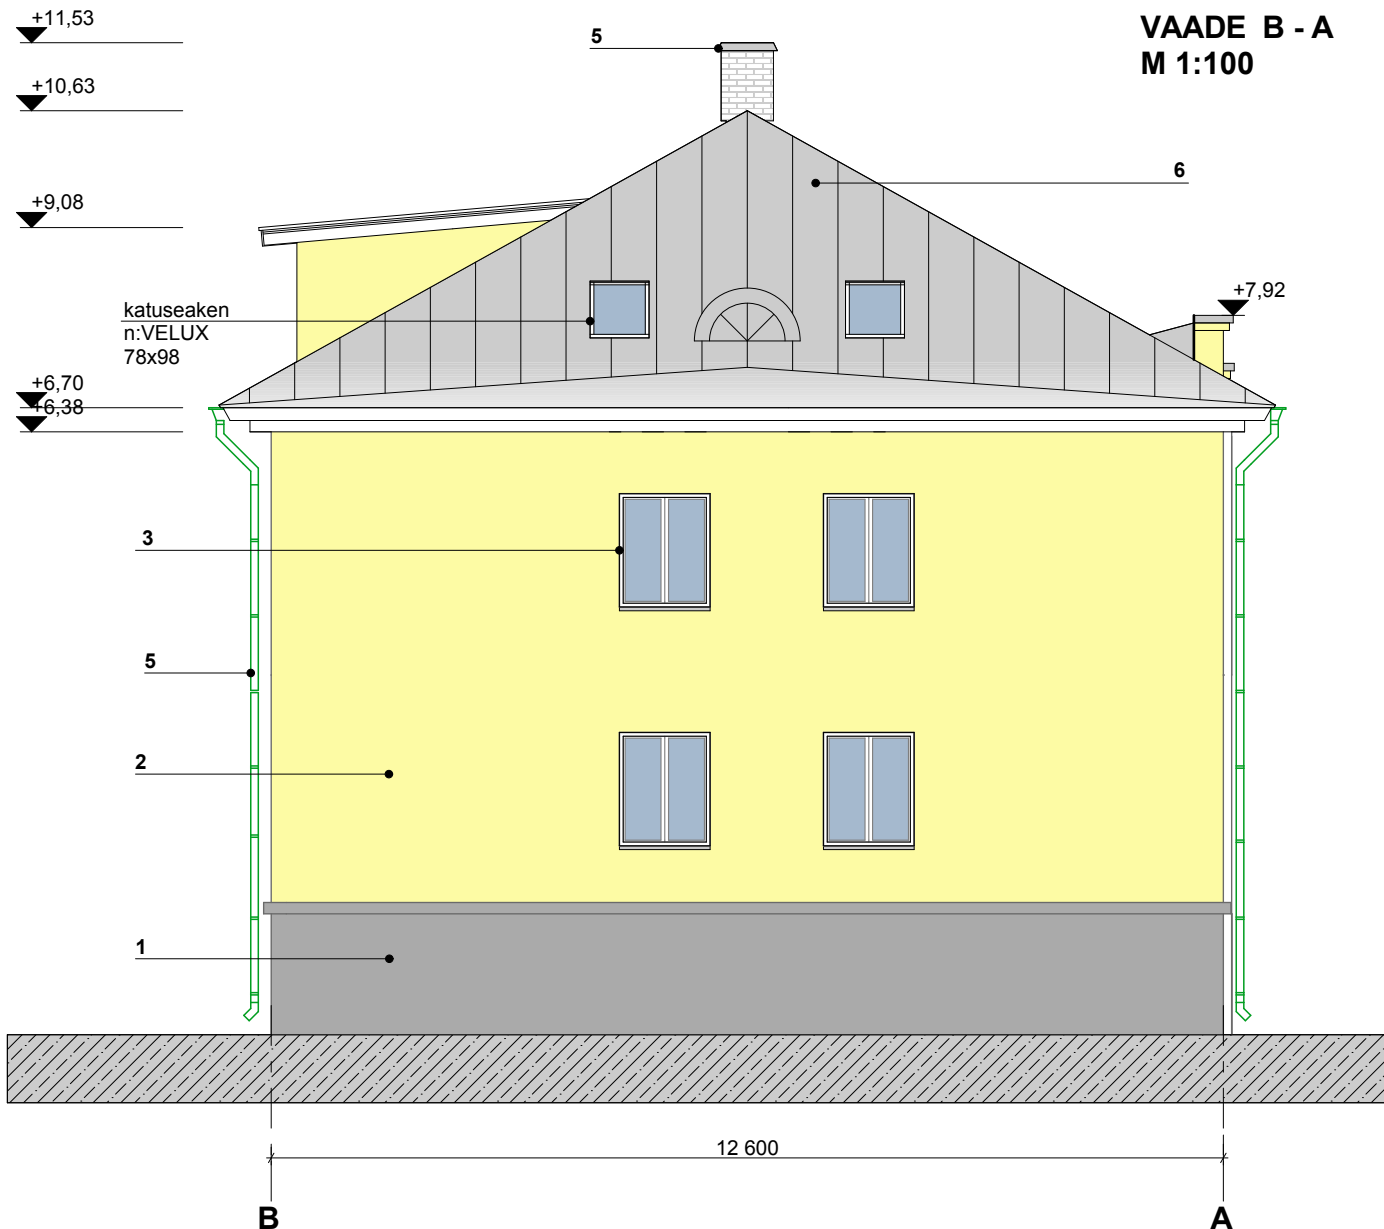 VAADE B - A
M 1:100
+11,53
5
+10,63
6
+9,08
+7,92
katuseaken
n:VELUX
78x98
+6,70
+6,38
3
5
2
1
12 600
B
A